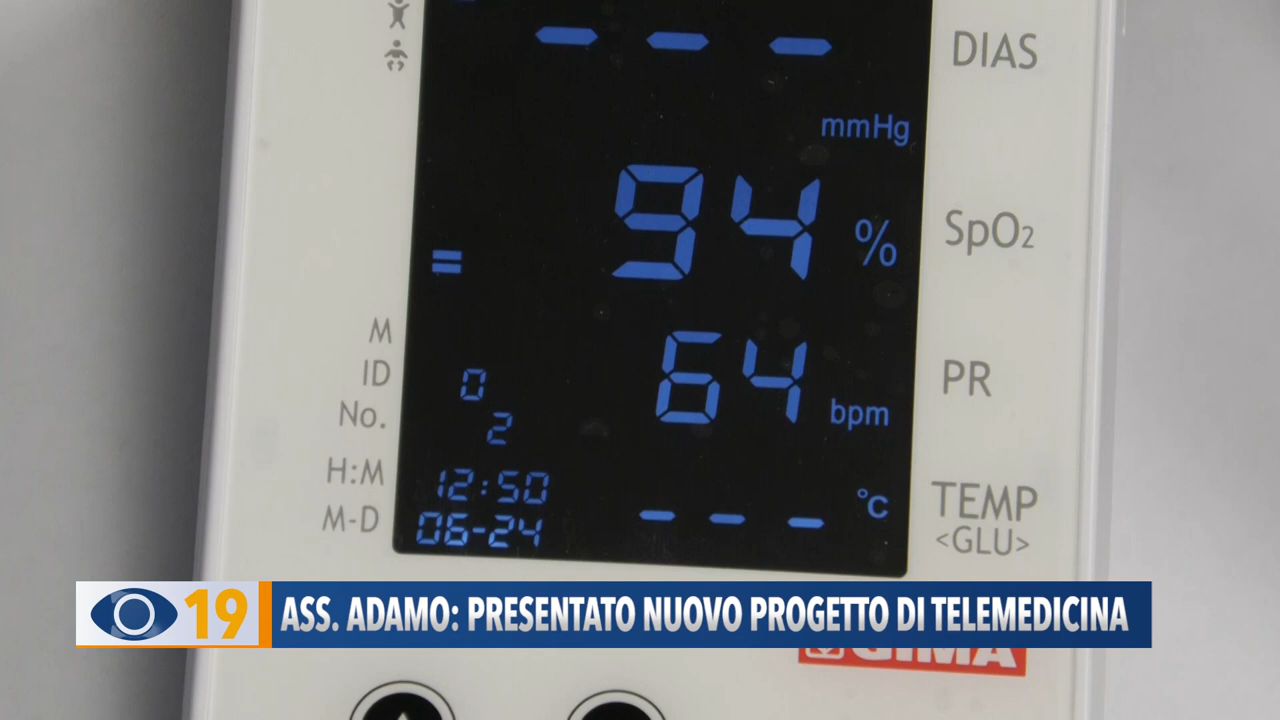 --- DIAS
mmHg
94 % SpO₂
=
M
ID 0 64 bpm PR
No. 2
H:M 12:50
M-D 06-24 --- °C TEMP
<GLU>
19 ASS. ADAMO: PRESENTATO NUOVO PROGETTO DI TELEMEDICINA
GIMA